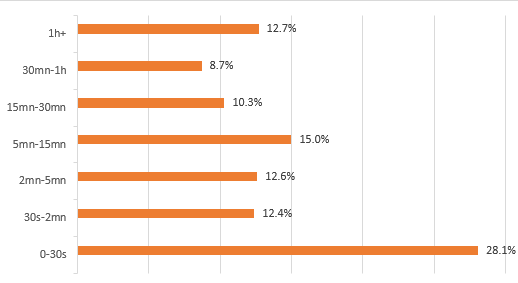 1h+ 12.7%
30mn-1h 8.7%
15mn-30mn 10.3%
5mn-15mn 15.0%
2mn-5mn 12.6%
30s-2mn 12.4%
0-30s 28.1%